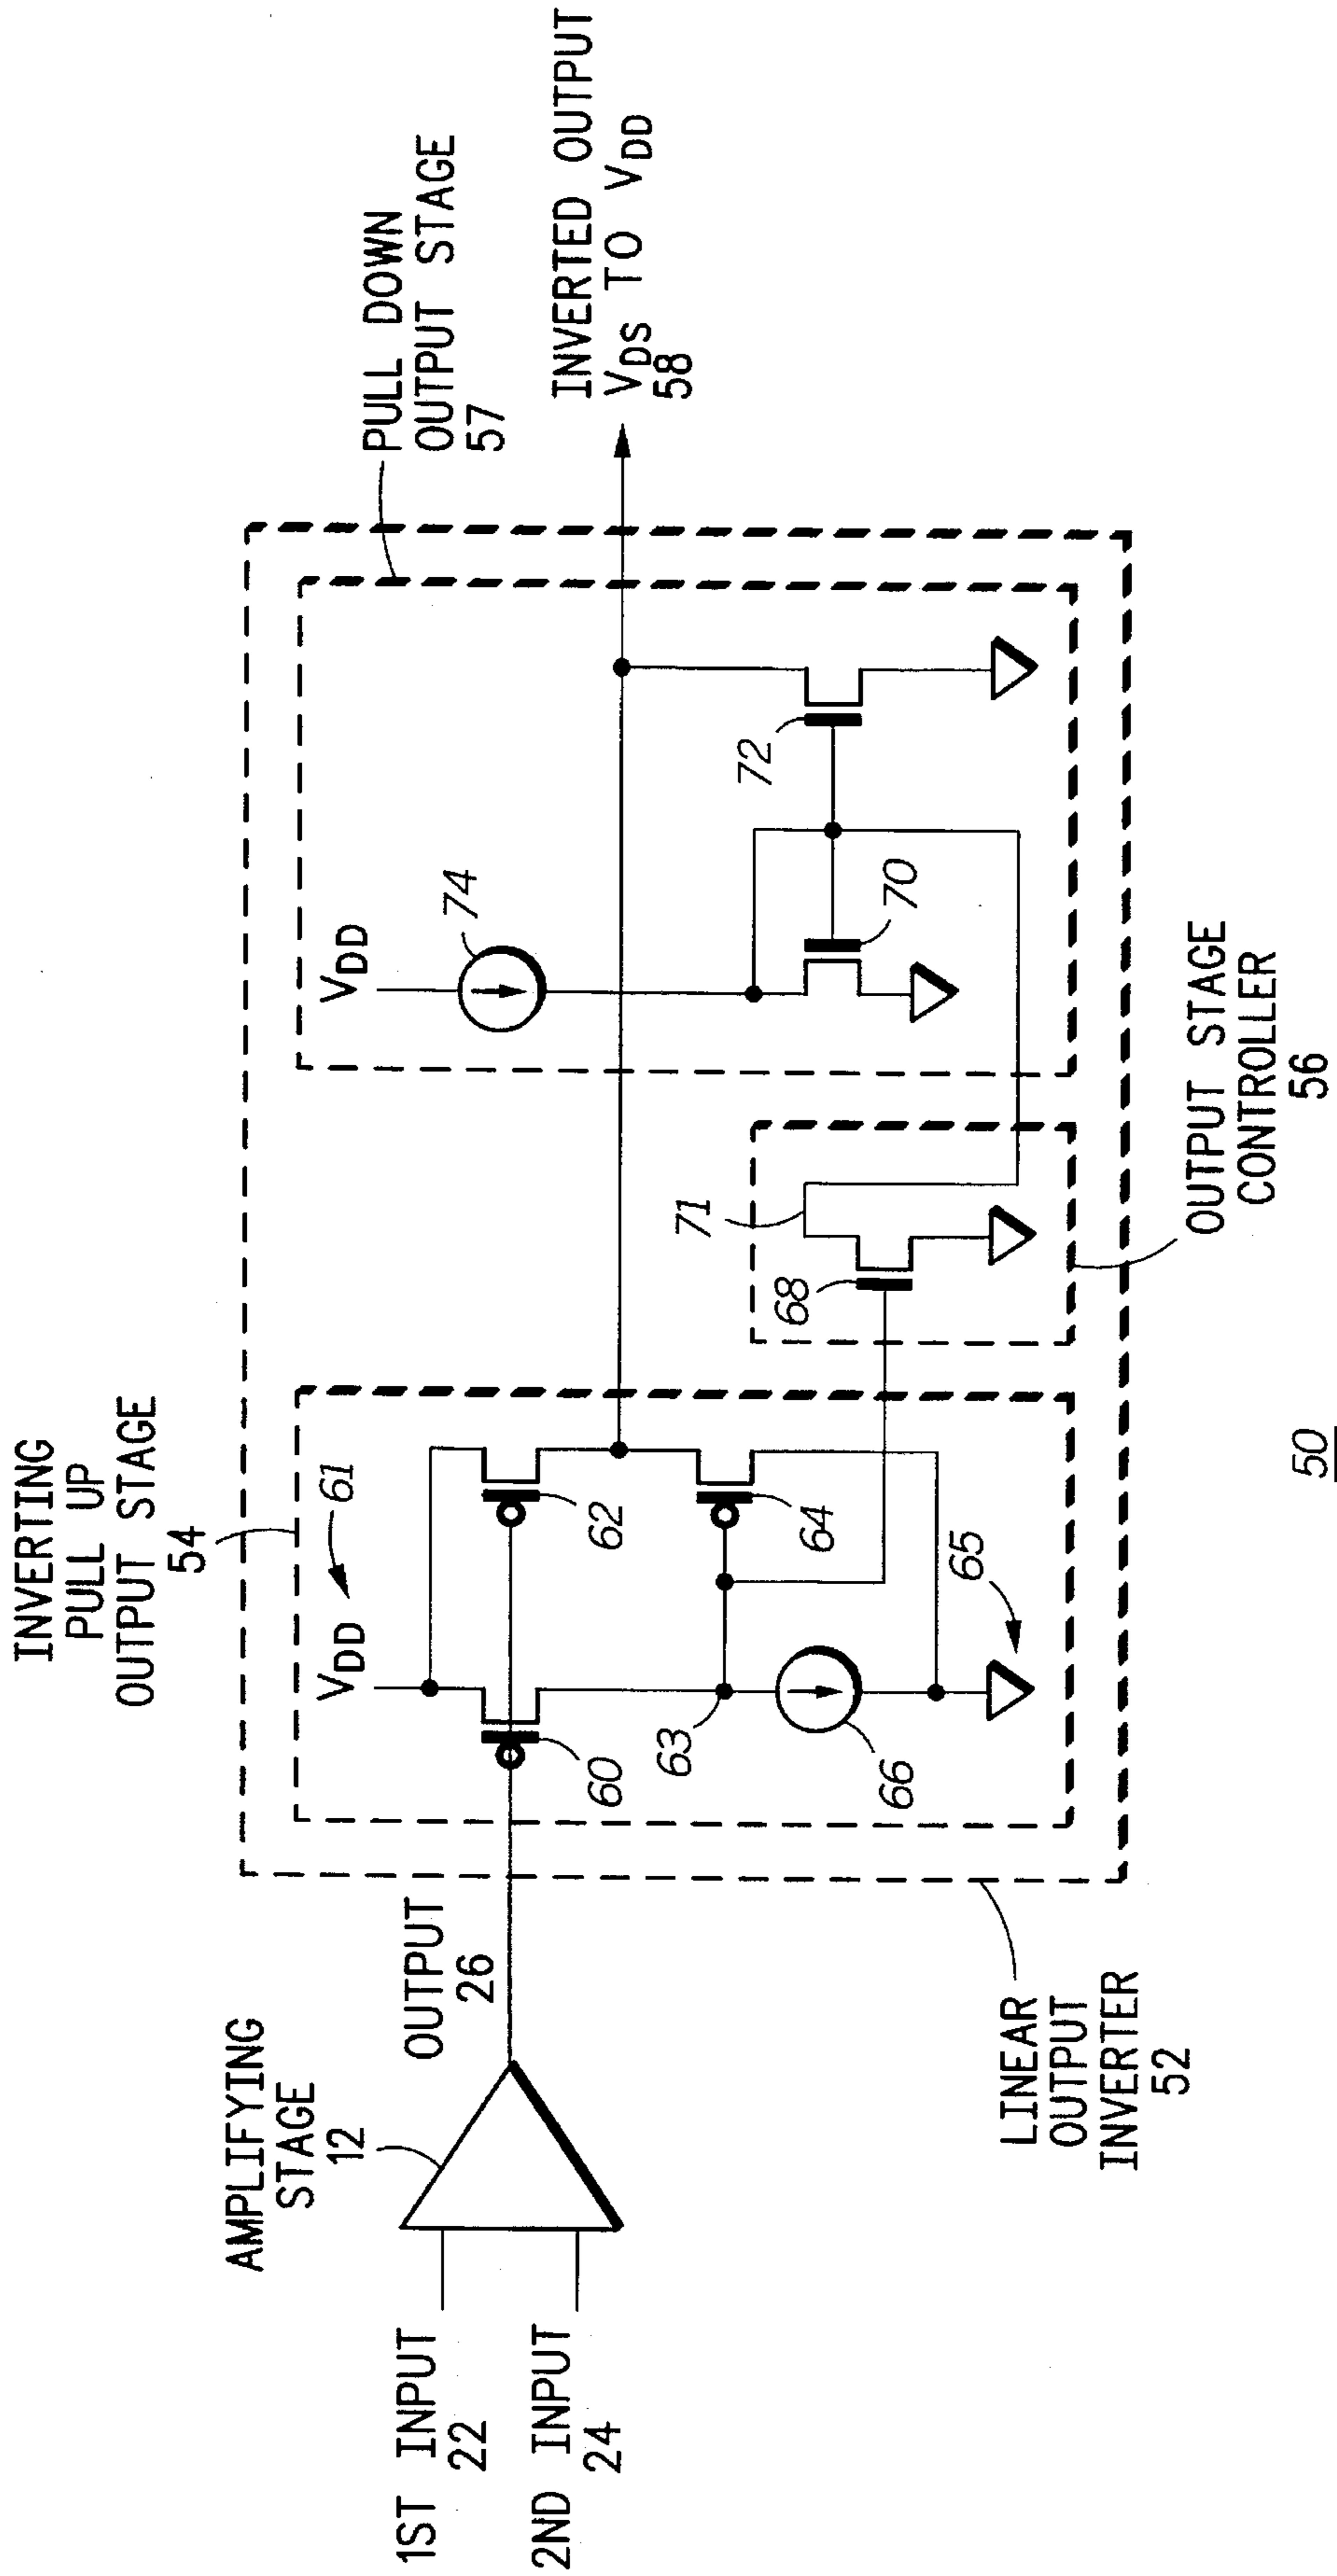 INVERTING
PULL UP
OUTPUT STAGE
54
PULL DOWN
OUTPUT STAGE
57
INVERTED OUTPUT
VDS TO VDD
58
AMPLIFYING
STAGE
12
OUTPUT
26
1ST INPUT
22
2ND INPUT
24
VDD
61
60
62
63
64
65
66
68
71
VDD
74
72
70
OUTPUT STAGE
CONTROLLER
56
LINEAR
OUTPUT
INVERTER
52
50